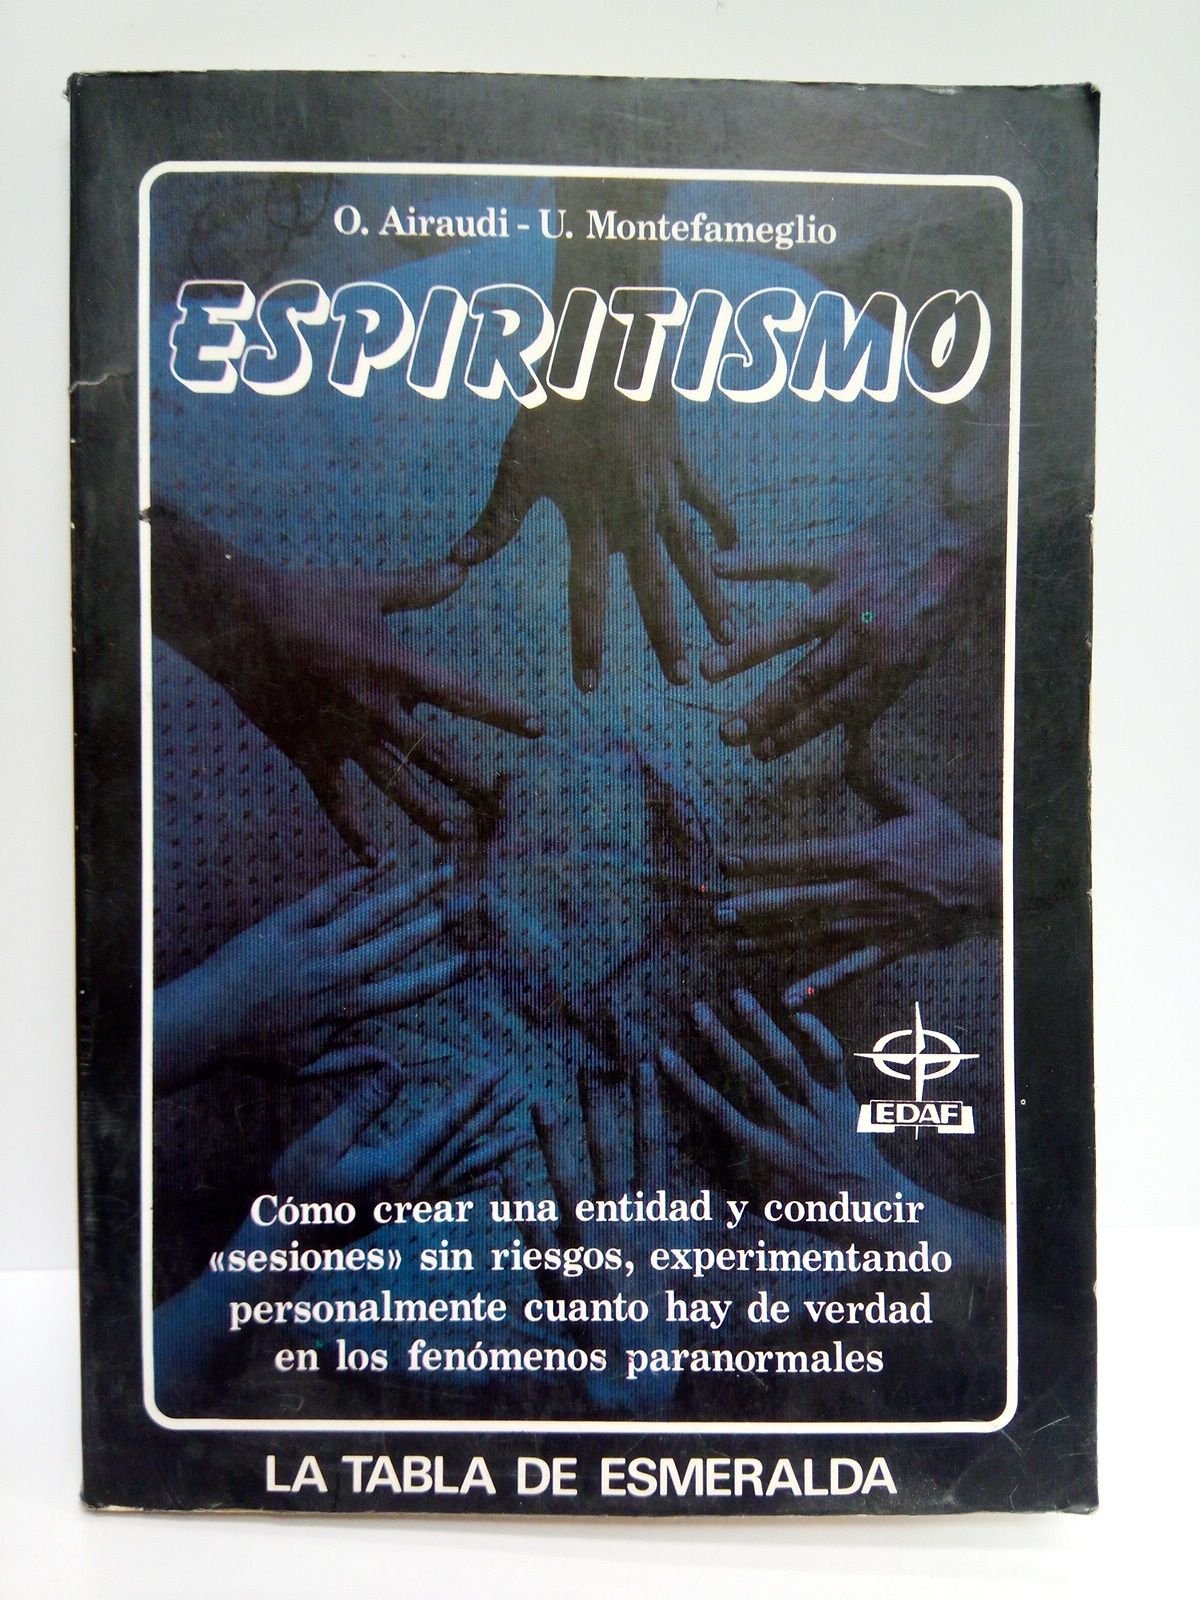 O. Airaudi - U. Montefameglio
ESPIRITISMO
EDAF
Cómo crear una entidad y conducir
«sesiones» sin riesgos, experimentando
personalmente cuanto hay de verdad
en los fenómenos paranormales
LA TABLA DE ESMERALDA